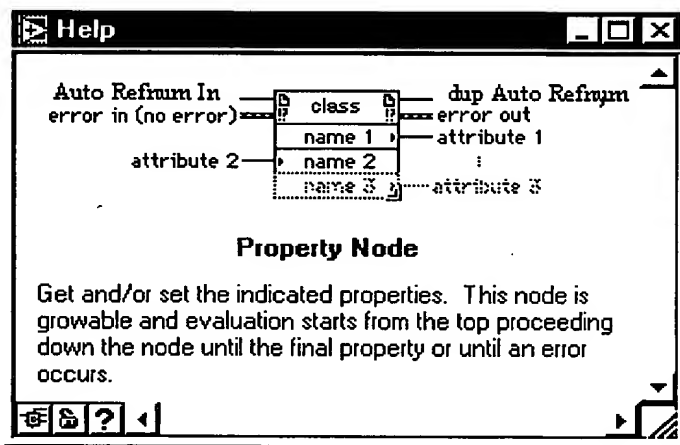 Help
Auto Refnum In
class
dup Auto Refnum
error in (no error)
error out
name 1
attribute 1
attribute 2
name 2
name 3
attribute 3
Property Node
Get and/or set the indicated properties. This node is
growable and evaluation starts from the top proceeding
down the node until the final property or until an error
occurs.
?